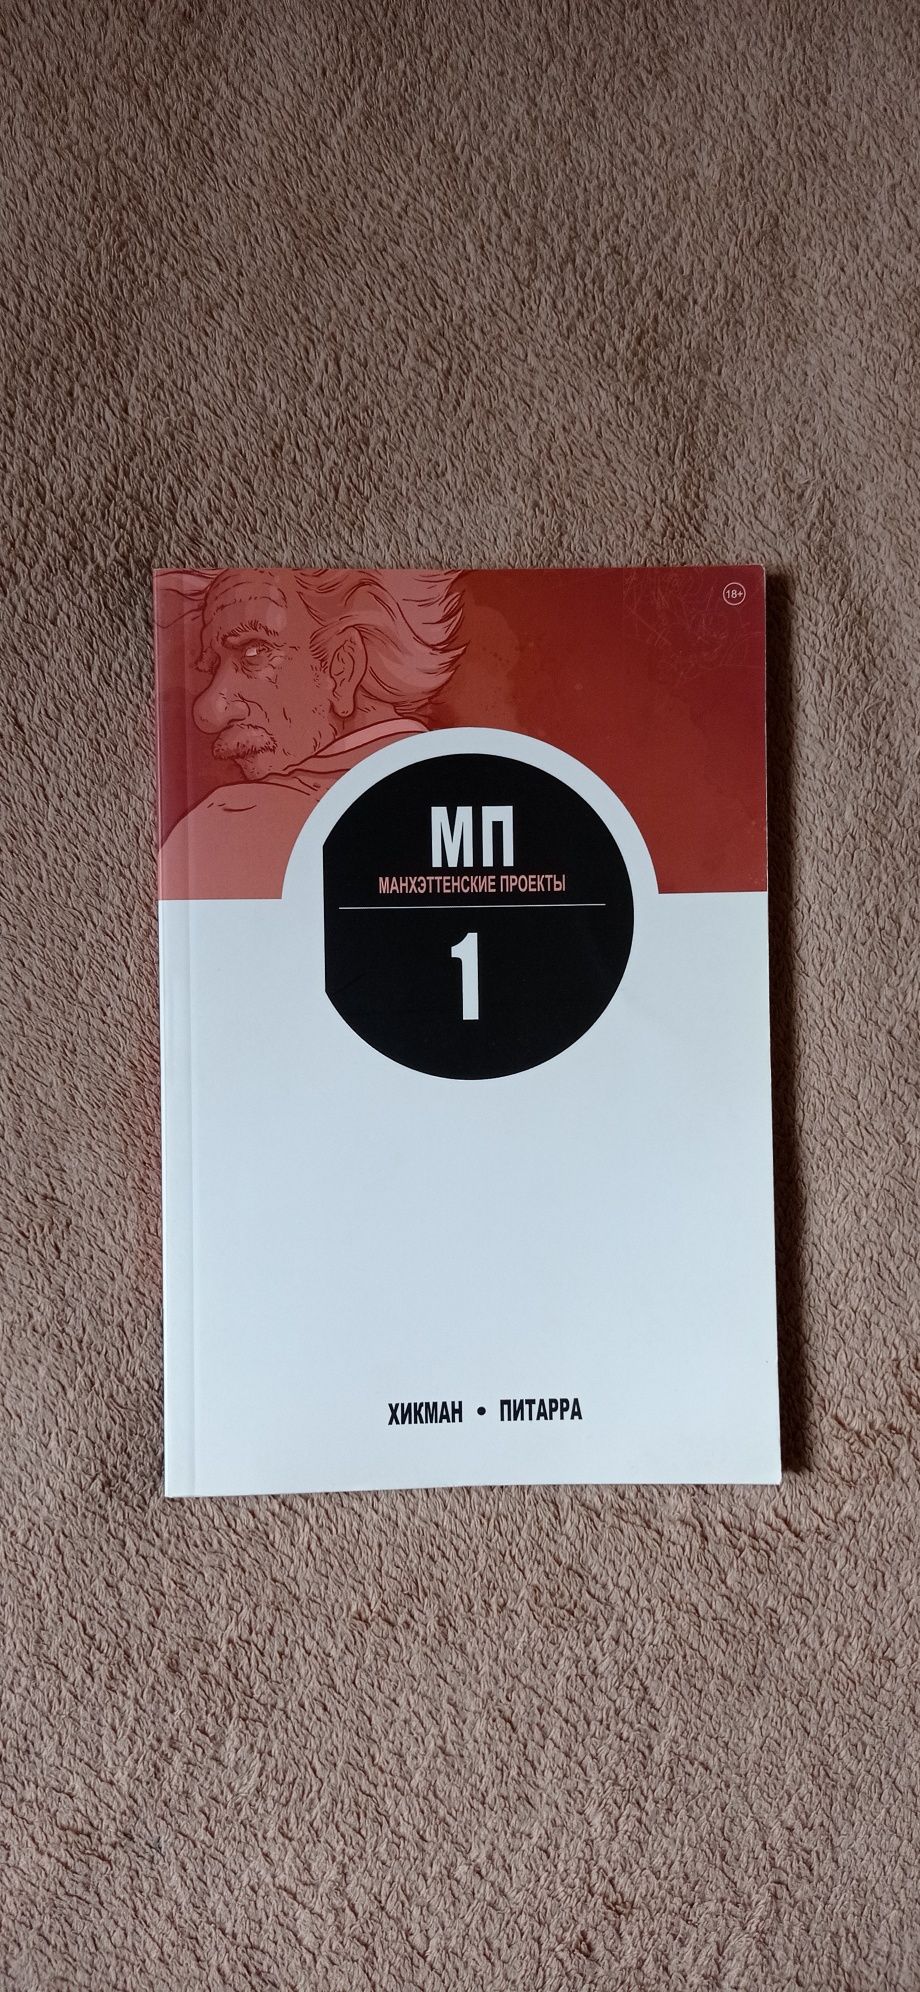 18+
МП
МАНХЭТТЕНСКИЕ ПРОЕКТЫ
1
ХИКМАН • ПИТАРРА